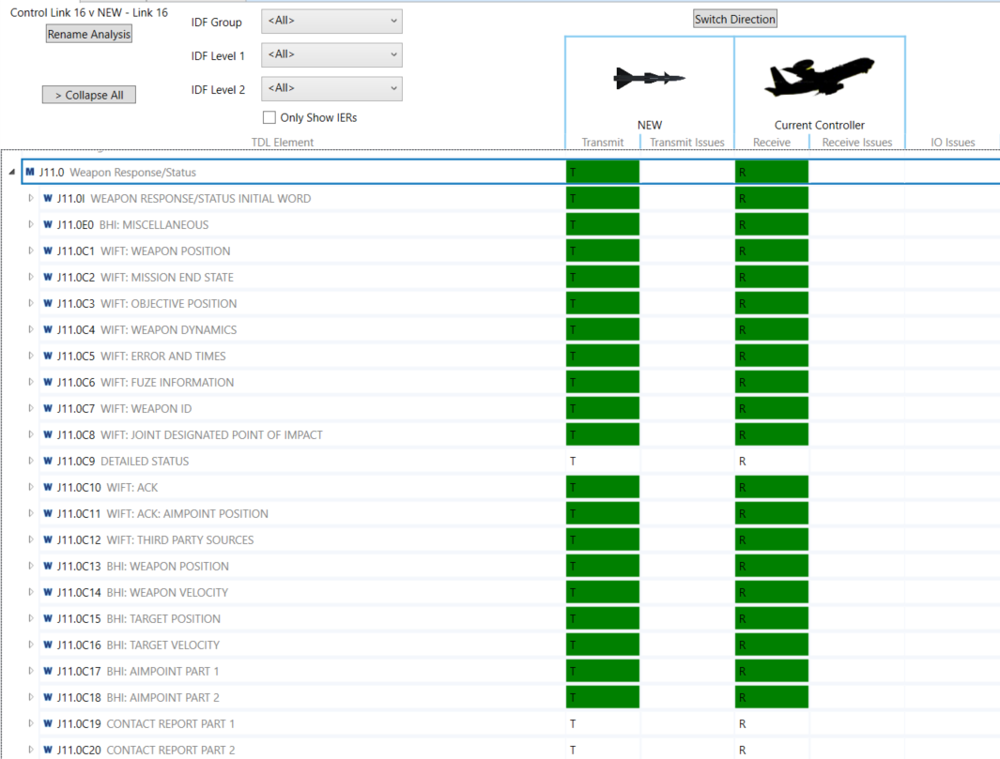 Control Link 16 v NEW - Link 16
Rename Analysis
> Collapse All
IDF Group <All>
IDF Level 1 <All>
IDF Level 2 <All>
Only Show IERs
Switch Direction
NEW Current Controller
TDL Element Transmit Transmit Issues Receive Receive Issues IO Issues
M J11.0 Weapon Response/Status T R
W J11.0I WEAPON RESPONSE/STATUS INITIAL WORD T R
W J11.0E0 BHI: MISCELLANEOUS T R
W J11.0C1 WIFT: WEAPON POSITION T R
W J11.0C2 WIFT: MISSION END STATE T R
W J11.0C3 WIFT: OBJECTIVE POSITION T R
W J11.0C4 WIFT: WEAPON DYNAMICS T R
W J11.0C5 WIFT: ERROR AND TIMES T R
W J11.0C6 WIFT: FUZE INFORMATION T R
W J11.0C7 WIFT: WEAPON ID T R
W J11.0C8 WIFT: JOINT DESIGNATED POINT OF IMPACT T R
W J11.0C9 DETAILED STATUS T R
W J11.0C10 WIFT: ACK T R
W J11.0C11 WIFT: ACK: AIMPOINT POSITION T R
W J11.0C12 WIFT: THIRD PARTY SOURCES T R
W J11.0C13 BHI: WEAPON POSITION T R
W J11.0C14 BHI: WEAPON VELOCITY T R
W J11.0C15 BHI: TARGET POSITION T R
W J11.0C16 BHI: TARGET VELOCITY T R
W J11.0C17 BHI: AIMPOINT PART 1 T R
W J11.0C18 BHI: AIMPOINT PART 2 T R
W J11.0C19 CONTACT REPORT PART 1 T R
W J11.0C20 CONTACT REPORT PART 2 T R